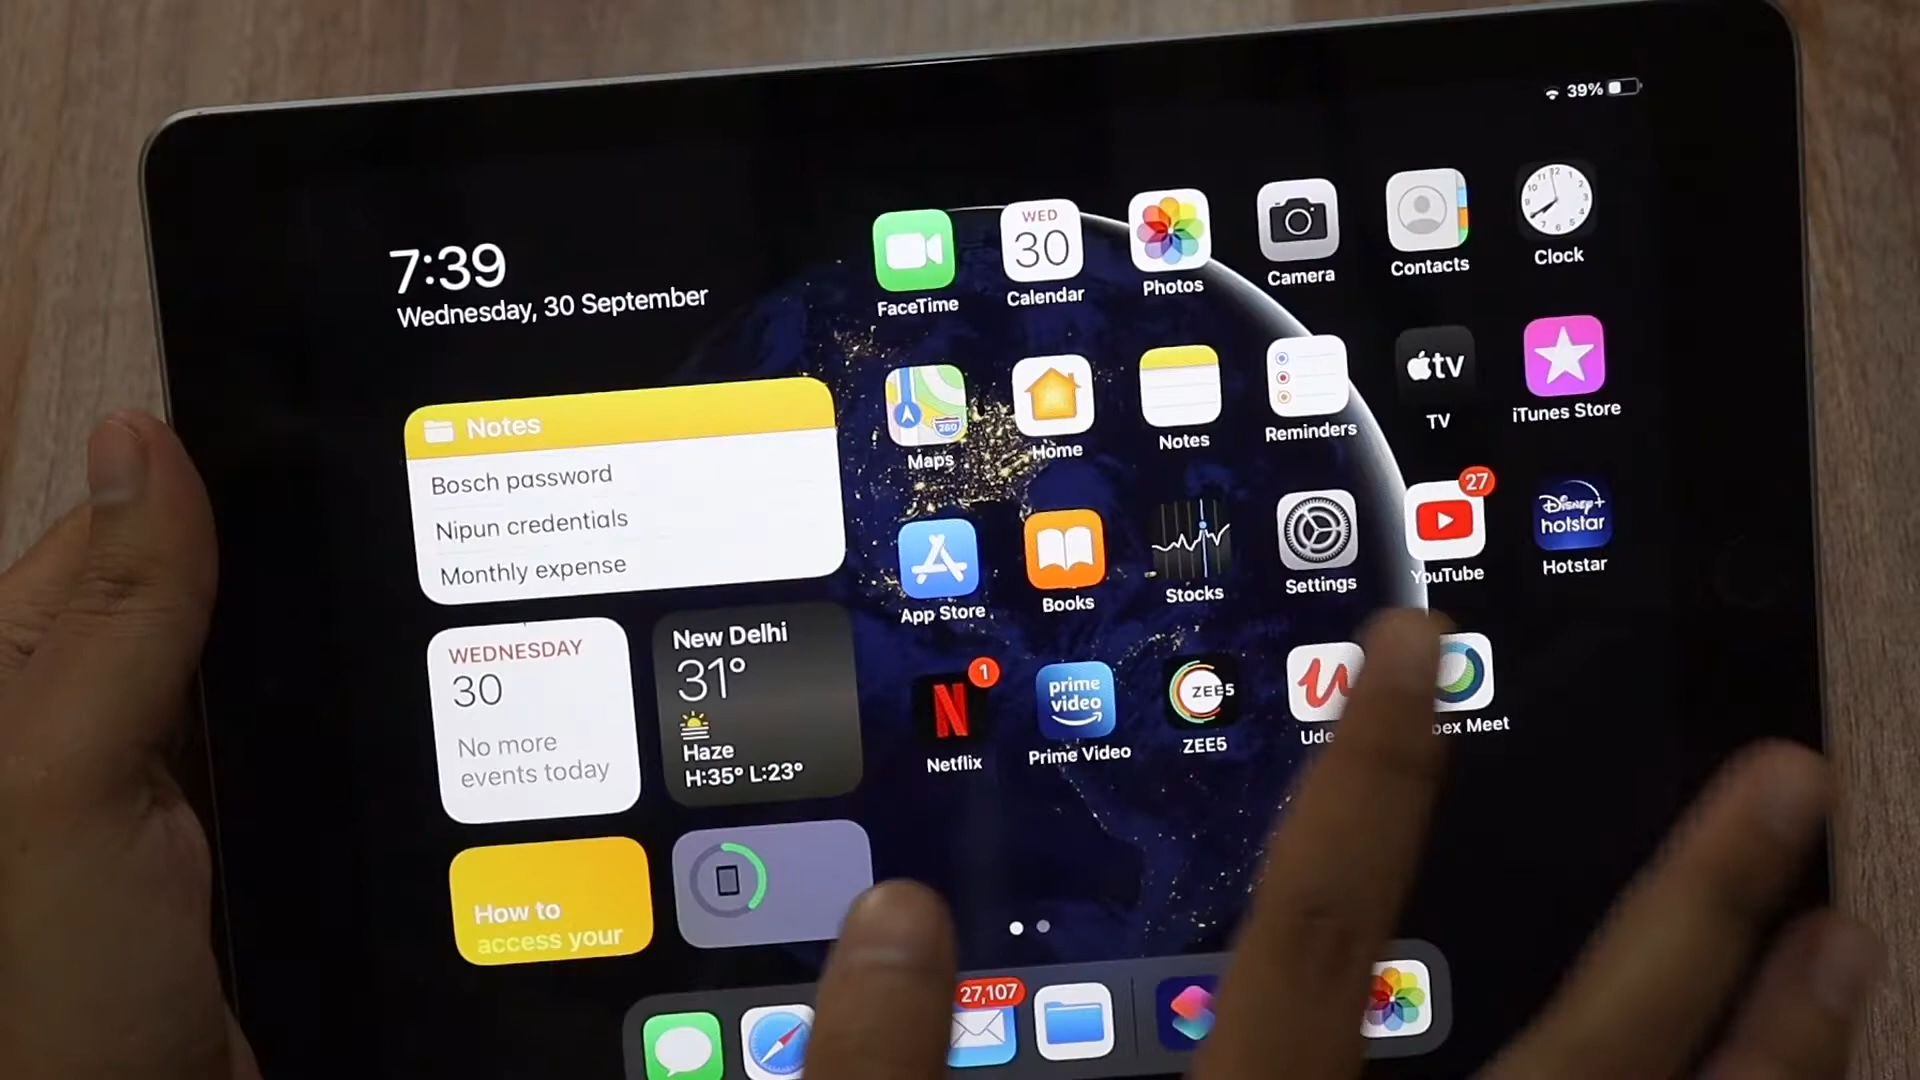 39%
7:39
Wednesday, 30 September
Notes
Bosch password
Nipun credentials
Monthly expense
WEDNESDAY
30
No more
events today
New Delhi
31°
Haze
H:35° L:23°
How to
access your
WED
30
FaceTime
Calendar
Photos
Camera
Contacts
Clock
280
tv
Maps
Home
Notes
Reminders
TV
iTunes Store
27
Disney+
hotstar
App Store
Books
Stocks
Settings
YouTube
Hotstar
1
N
prime
video
ZEE5
Netflix
Prime Video
ZEE5
Meet
27,107